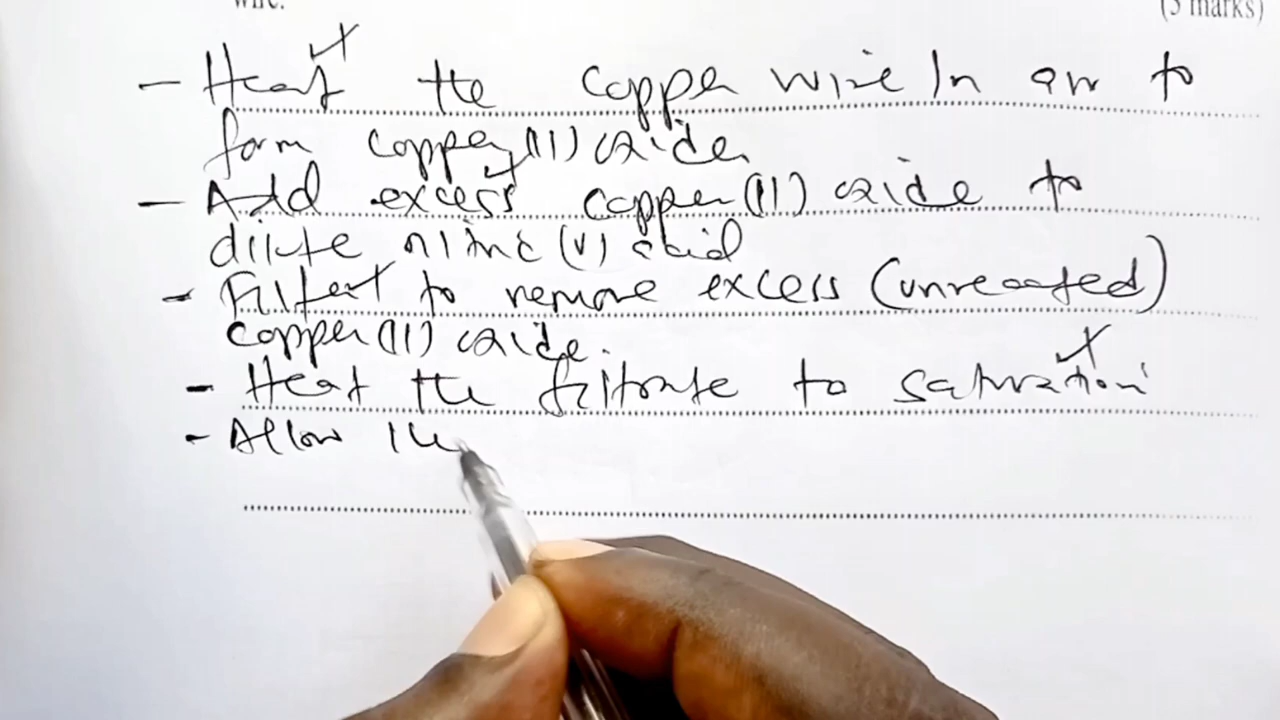 wire. (3 marks)
- Heat the copper wire in air to
form copper(II) oxide.
- Add excess copper(II) oxide to
dilute nitric (V) acid
- Filter to remove excess (unreacted)
copper(II) oxide.
- Heat the filtrate to saturation
- Allow the